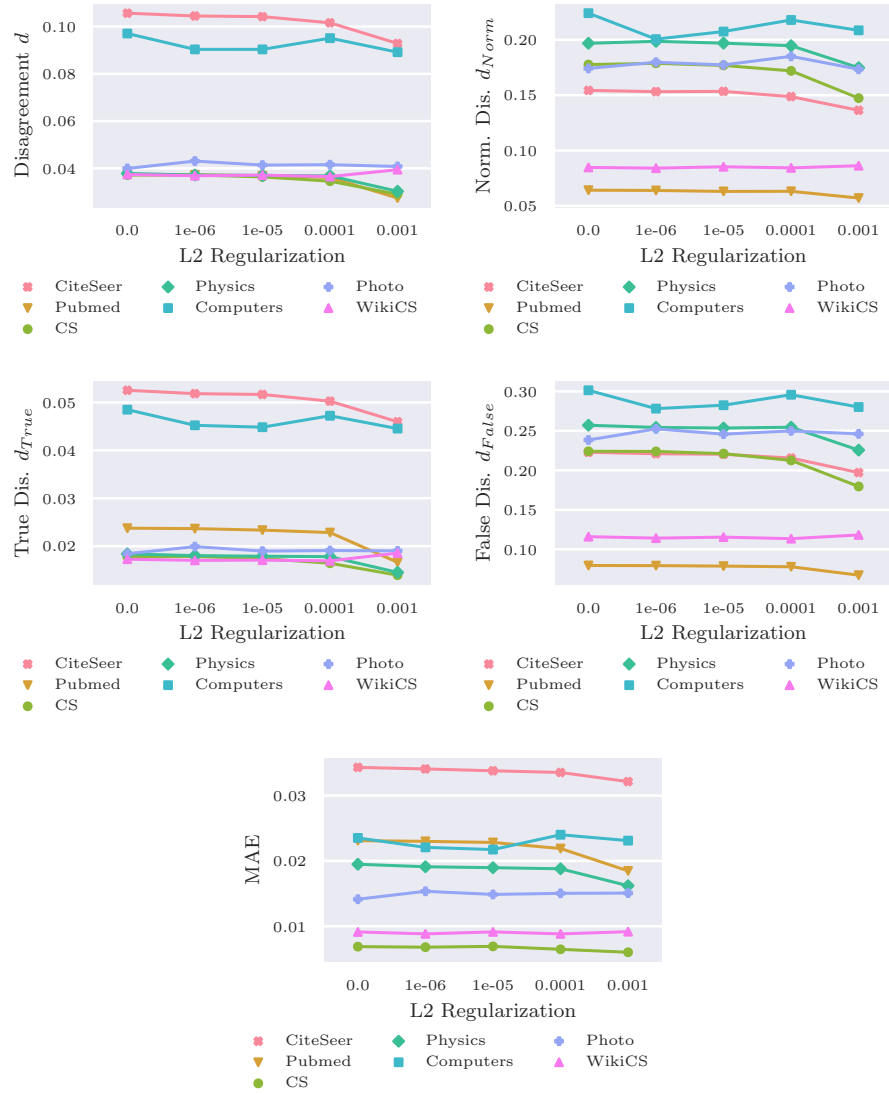 0.10
0.08
0.06
0.04
Disagreement d
0.0 1e-06 1e-05 0.0001 0.001
L2 Regularization
CiteSeer Physics Photo
Pubmed Computers WikiCS
CS
0.20
0.15
0.10
0.05
Norm. Dis. d_Norm
0.0 1e-06 1e-05 0.0001 0.001
L2 Regularization
CiteSeer Physics Photo
Pubmed Computers WikiCS
CS
0.05
0.04
0.03
0.02
True Dis. d_True
0.0 1e-06 1e-05 0.0001 0.001
L2 Regularization
CiteSeer Physics Photo
Pubmed Computers WikiCS
CS
0.30
0.25
0.20
0.10
False Dis. d_False
0.0 1e-06 1e-05 0.0001 0.001
L2 Regularization
CiteSeer Physics Photo
Pubmed Computers WikiCS
CS
0.03
0.02
0.01
MAE
0.0 1e-06 1e-05 0.0001 0.001
L2 Regularization
CiteSeer Physics Photo
Pubmed Computers WikiCS
CS